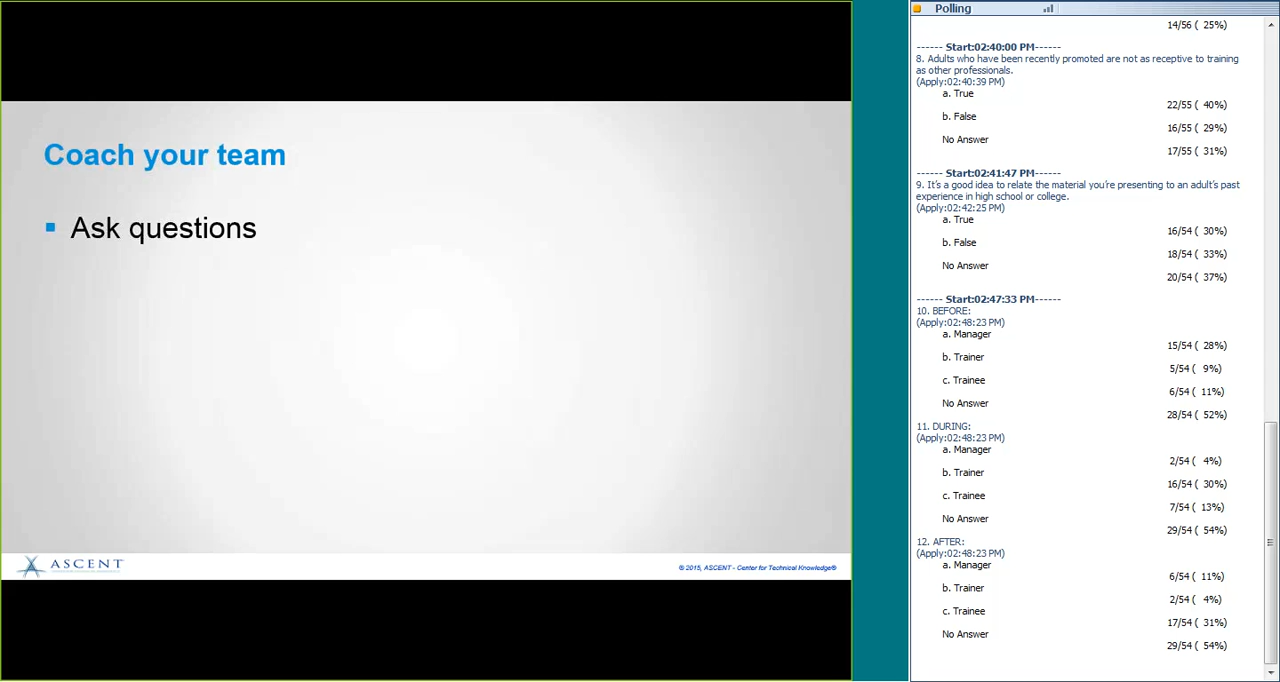 Coach your team
Ask questions
ASCENT
© 2015, ASCENT - Center for Technical Knowledge®
Polling
14/56 ( 25%)
------ Start:02:40:00 PM------
8. Adults who have been recently promoted are not as receptive to training
as other professionals.
(Apply:02:40:39 PM)
a. True
22/55 ( 40%)
b. False
16/55 ( 29%)
No Answer
17/55 ( 31%)
------ Start:02:41:47 PM------
9. It's a good idea to relate the material you're presenting to an adult's past
experience in high school or college.
(Apply:02:42:25 PM)
a. True
16/54 ( 30%)
b. False
18/54 ( 33%)
No Answer
20/54 ( 37%)
------ Start:02:47:33 PM------
10. BEFORE:
(Apply:02:48:23 PM)
a. Manager
15/54 ( 28%)
b. Trainer
5/54 ( 9%)
c. Trainee
6/54 ( 11%)
No Answer
28/54 ( 52%)
11. DURING:
(Apply:02:48:23 PM)
a. Manager
2/54 ( 4%)
b. Trainer
16/54 ( 30%)
c. Trainee
7/54 ( 13%)
No Answer
29/54 ( 54%)
12. AFTER:
(Apply:02:48:23 PM)
a. Manager
6/54 ( 11%)
b. Trainer
2/54 ( 4%)
c. Trainee
17/54 ( 31%)
No Answer
29/54 ( 54%)